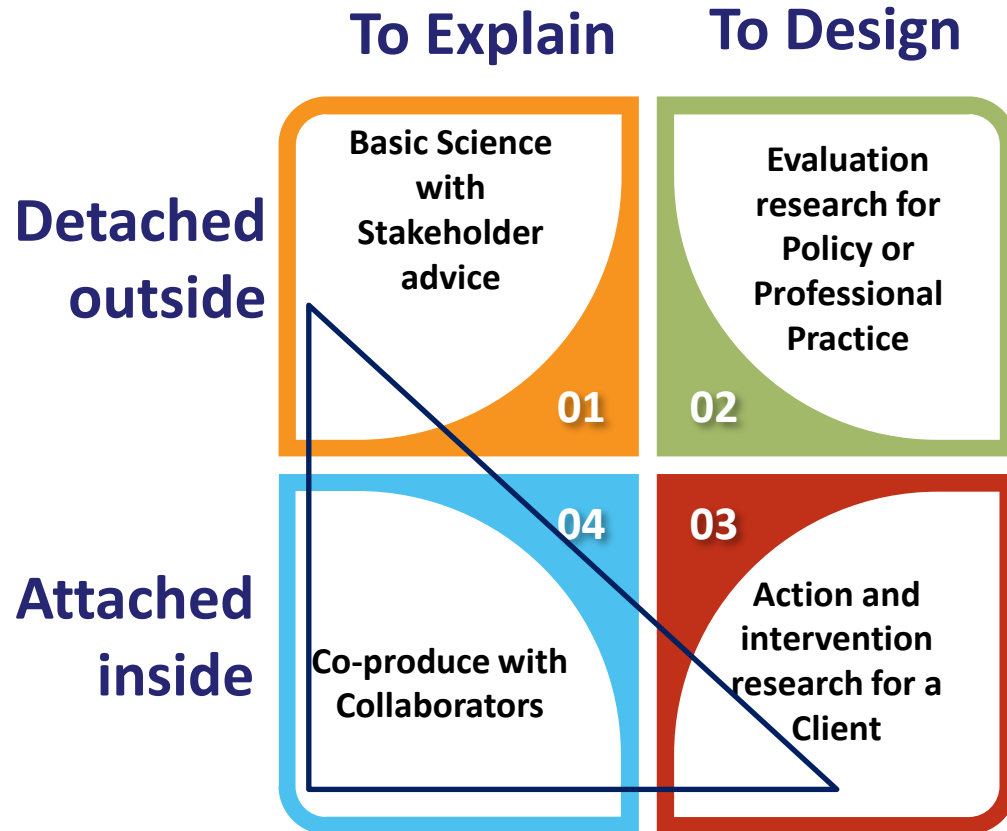 To Explain
To Design
Detached
outside
Basic Science
with
Stakeholder
advice
01
Evaluation
research for
Policy or
Professional
Practice
02
Attached
inside
04
Co-produce with
Collaborators
03
Action and
intervention
research for a
Client